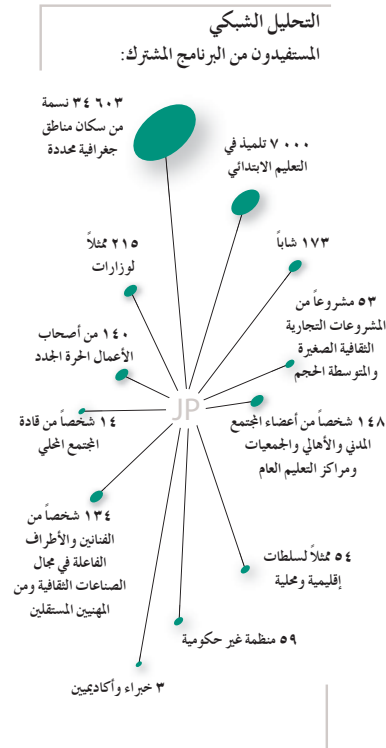 التحليل الشبكي
المستفيدون من البرنامج المشترك:
٣٤ ٦٠٣ نسمة
من سكان مناطق
جغرافية محددة
٧ ٠٠٠ تلميذ في
التعليم الابتدائي
٢١٥ ممثلاً
لوزارات
١٧٣ شاباً
٥٣ مشروعاً من
المشروعات التجارية
الثقافية الصغيرة
والمتوسطة الحجم
١٤٠ من أصحاب
الأعمال الحرة الجدد
JP
١٤ شخصاً من قادة
المجتمع المحلي
١٤٨ شخصاً من أعضاء المجتمع
المدني والأهالي والجمعيات
ومراكز التعليم العام
١٣٤ شخصاً من
الفنانين والأطراف
الفاعلة في مجال
الصناعات الثقافية ومن
المهنيين المستقلين
٥٤ ممثلاً لسلطات
إقليمية ومحلية
٥٩ منظمة غير حكومية
٣ خبراء وأكاديميين